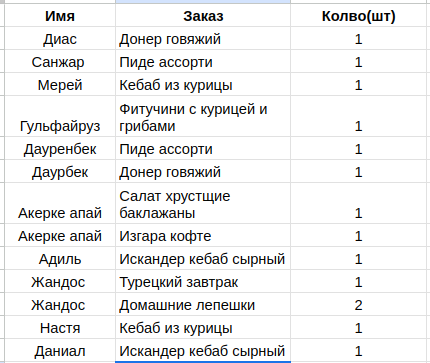 Имя Заказ Колво(шт)
Диас Донер говяжий 1
Санжар Пиде ассорти 1
Мерей Кебаб из курицы 1
Фитучини с курицей и
Гульфайруз грибами 1
Дауренбек Пиде ассорти 1
Даурбек Донер говяжий 1
Салат хрустщие
Акерке апай баклажаны 1
Акерке апай Изгара кофте 1
Адиль Искандер кебаб сырный 1
Жандос Турецкий завтрак 1
Жандос Домашние лепешки 2
Настя Кебаб из курицы 1
Даниал Искандер кебаб сырный 1